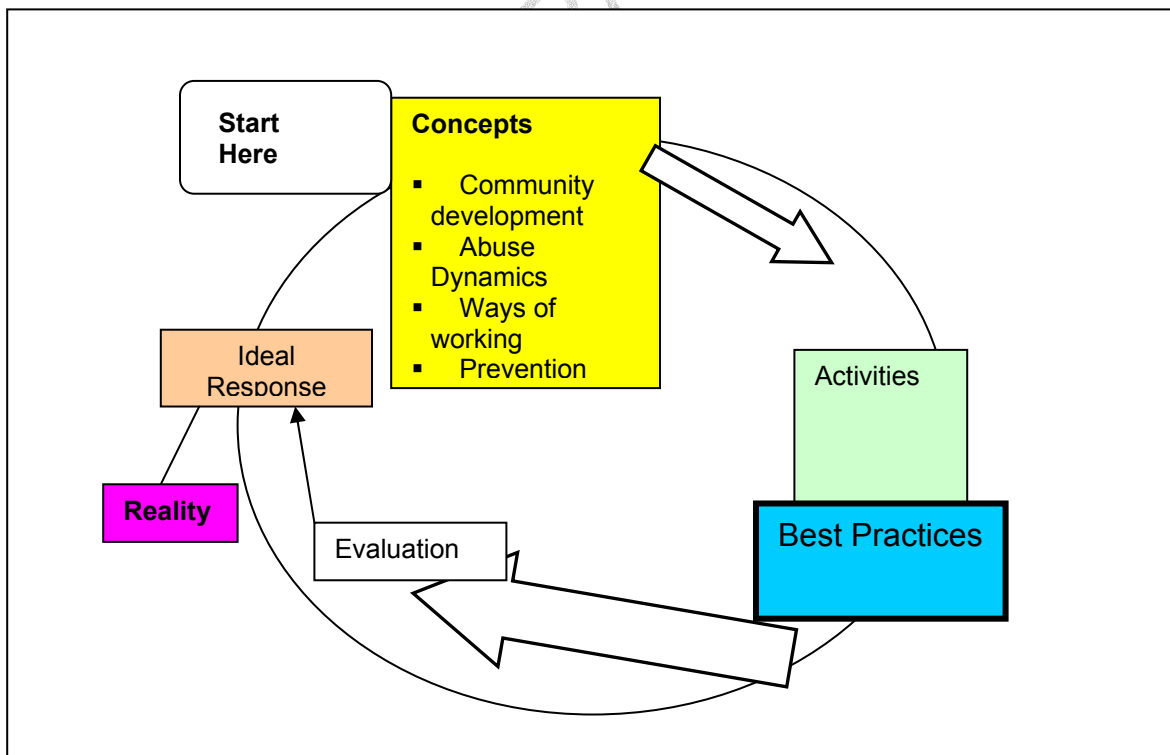 Start
Here
Concepts
▪ Community
development
▪ Abuse
Dynamics
▪ Ways of
working
▪ Prevention
Ideal
Response
Activities
Reality
Best Practices
Evaluation